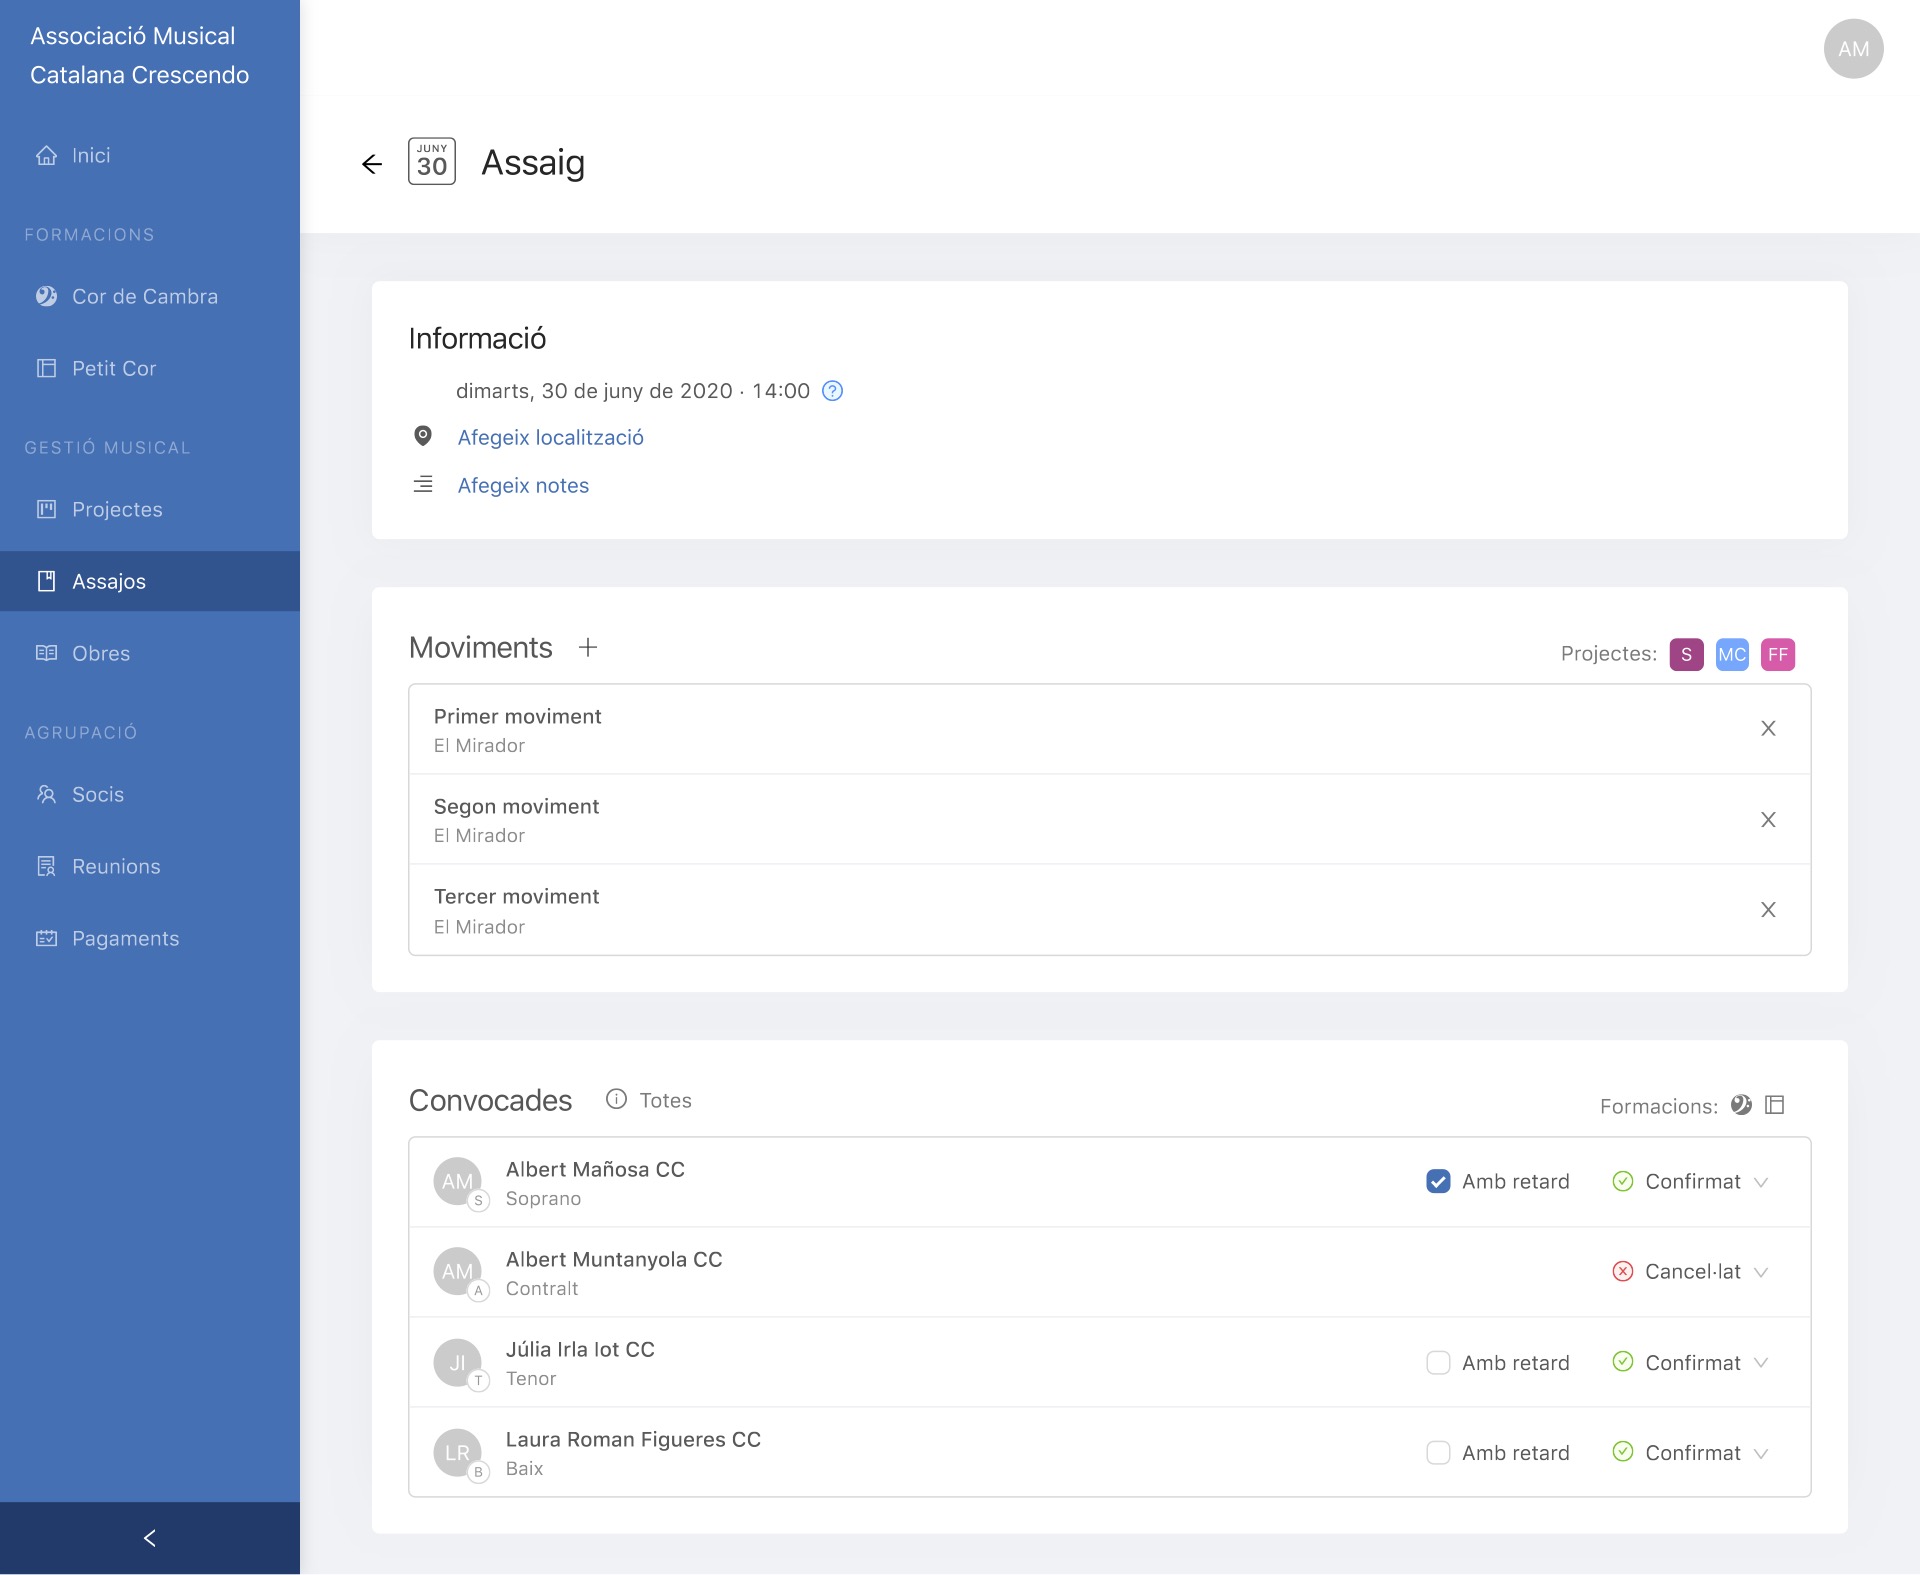 Associació Musical
Catalana Crescendo
AM
Inici
JUNY
30
Assaig
FORMACIONS
Cor de Cambra
Petit Cor
GESTIÓ MUSICAL
Projectes
Assajos
Obres
AGRUPACIÓ
Socis
Reunions
Pagaments
Informació
dimarts, 30 de juny de 2020 · 14:00
Afegeix localització
Afegeix notes
Moviments
Projectes: S MC FF
Primer moviment
El Mirador
Segon moviment
El Mirador
Tercer moviment
El Mirador
Convocades Totes
Formacions:
AM S
Albert Mañosa CC
Soprano
Amb retard Confirmat
AM A
Albert Muntanyola CC
Contralt
Cancel·lat
JI T
Júlia Irla Iot CC
Tenor
Amb retard Confirmat
LR B
Laura Roman Figueres CC
Baix
Amb retard Confirmat